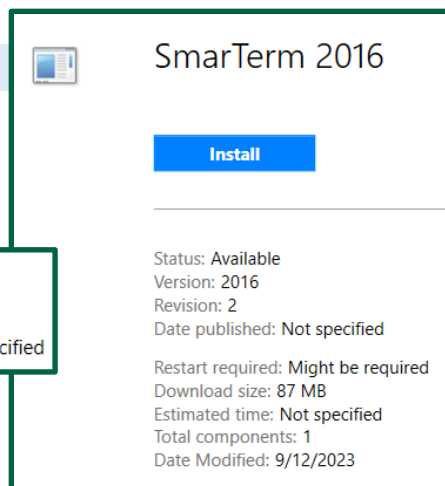 SmarTerm 2016
Install
Status: Available
Version: 2016
Revision: 2
Date published: Not specified
Restart required: Might be required
Download size: 87 MB
Estimated time: Not specified
Total components: 1
Date Modified: 9/12/2023
cified